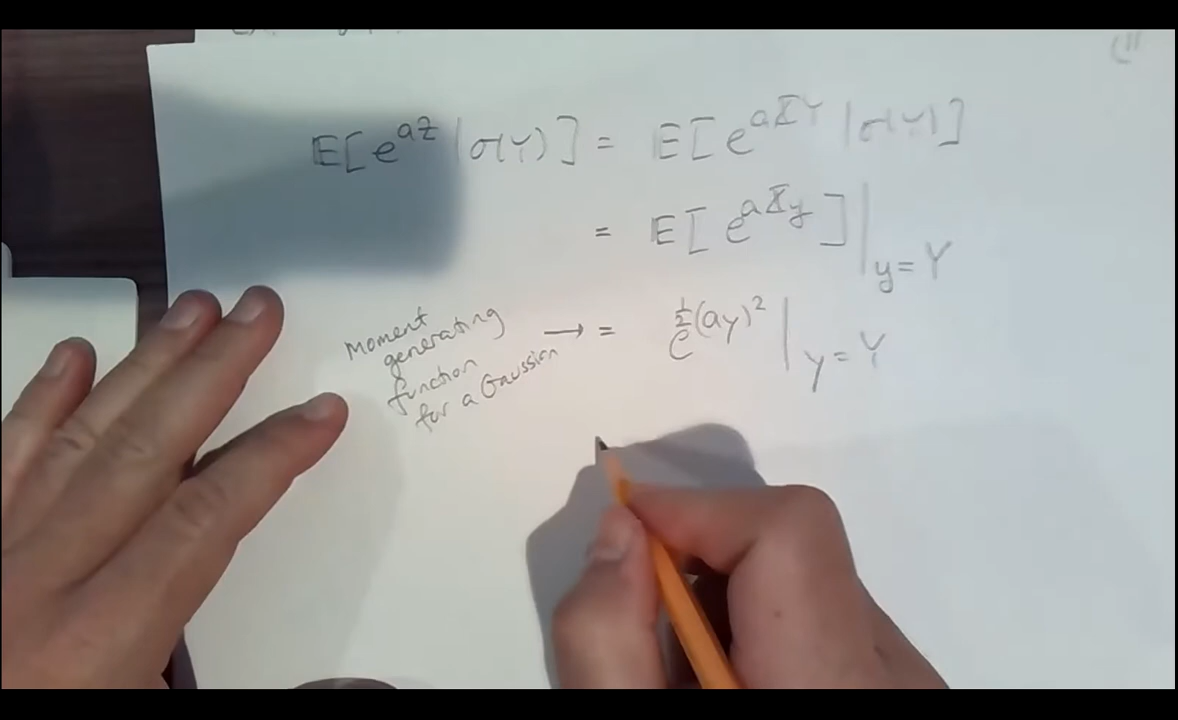 E[e^{aZ} | σ(Y)] = E[e^{aXY} | σ(Y)]
= E[e^{aXy}]|_{y=Y}
Moment generating function for a Gaussian → = e^{½(ay)²}|_{y=Y}